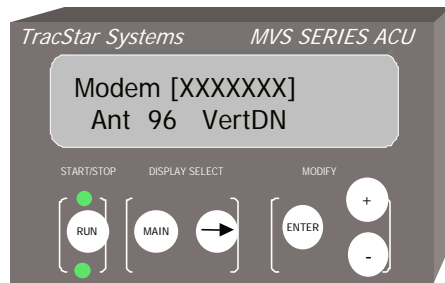 TracStar Systems MVS SERIES ACU
Modem [XXXXXXX]
Ant 96 VertDN
START/STOP DISPLAY SELECT MODIFY
RUN MAIN ENTER +
-